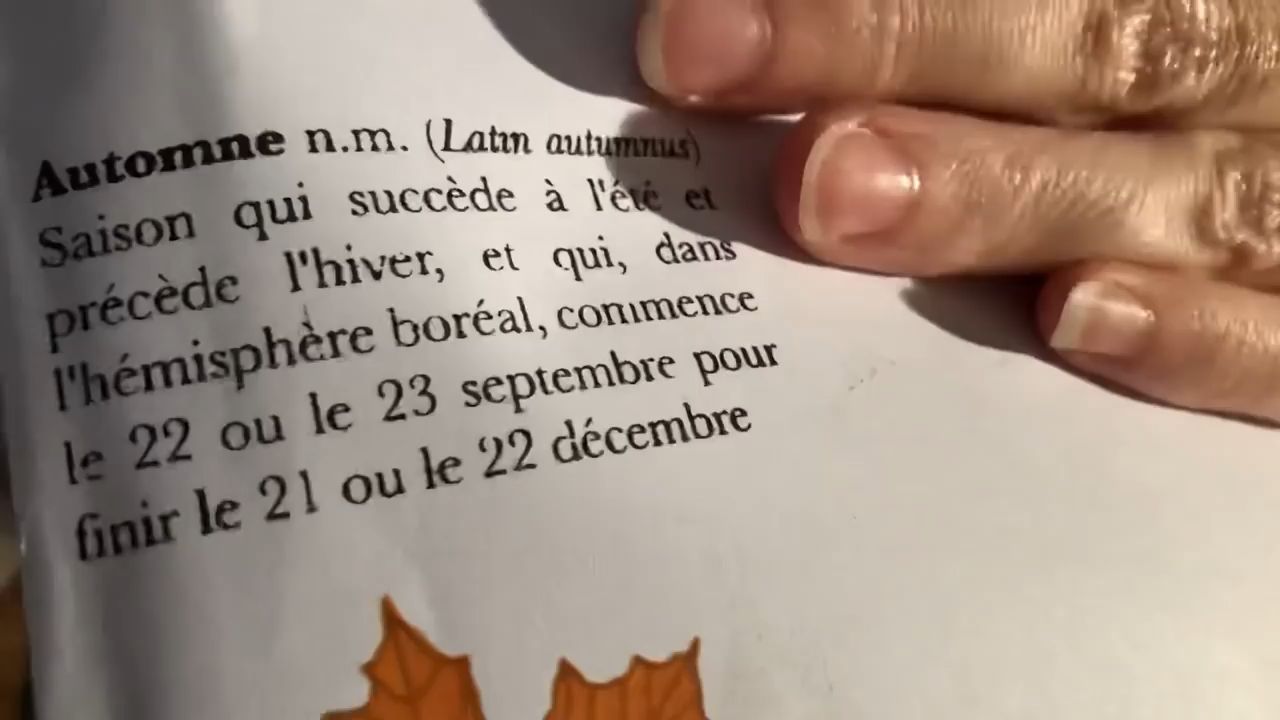 Automne n.m. (Latin autumnus)
Saison qui succède à l'été et
précède l'hiver, et qui, dans
l'hémisphère boréal, commence
le 22 ou le 23 septembre pour
finir le 21 ou le 22 décembre